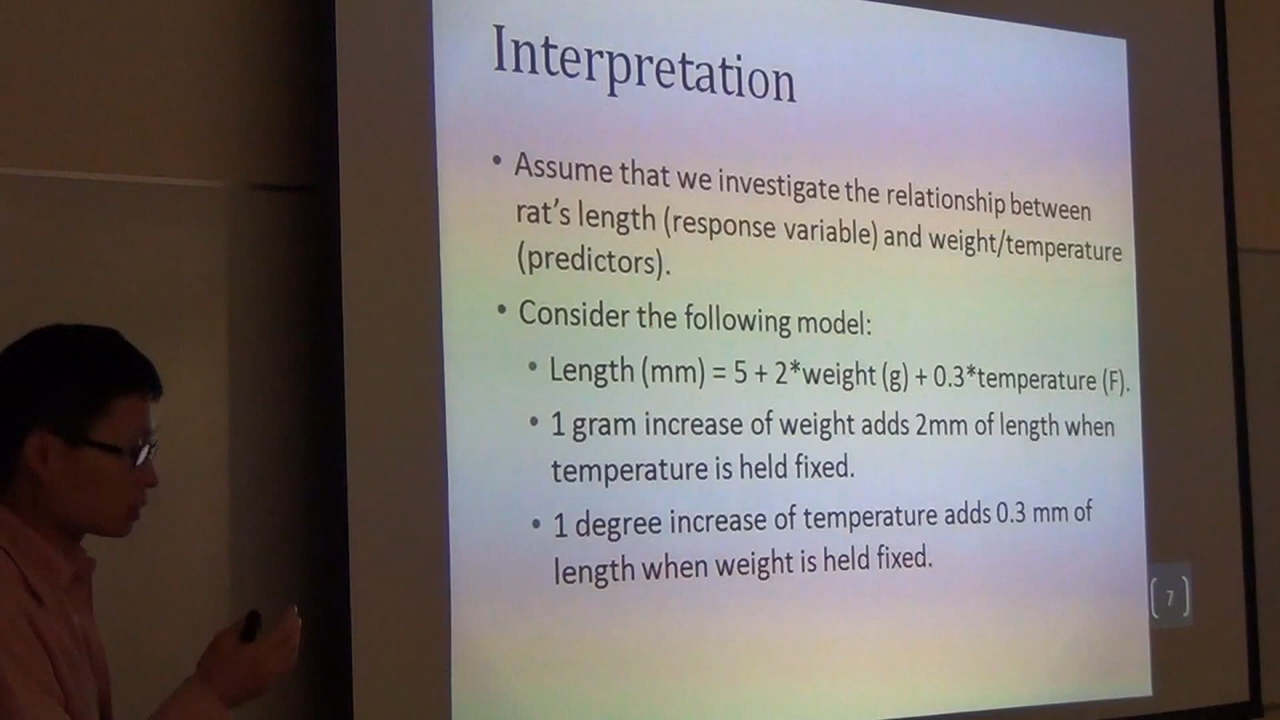 Interpretation
• Assume that we investigate the relationship between
rat's length (response variable) and weight/temperature
(predictors).
• Consider the following model:
• Length (mm) = 5 + 2*weight (g) + 0.3*temperature (F).
• 1 gram increase of weight adds 2mm of length when
temperature is held fixed.
• 1 degree increase of temperature adds 0.3 mm of
length when weight is held fixed.
7